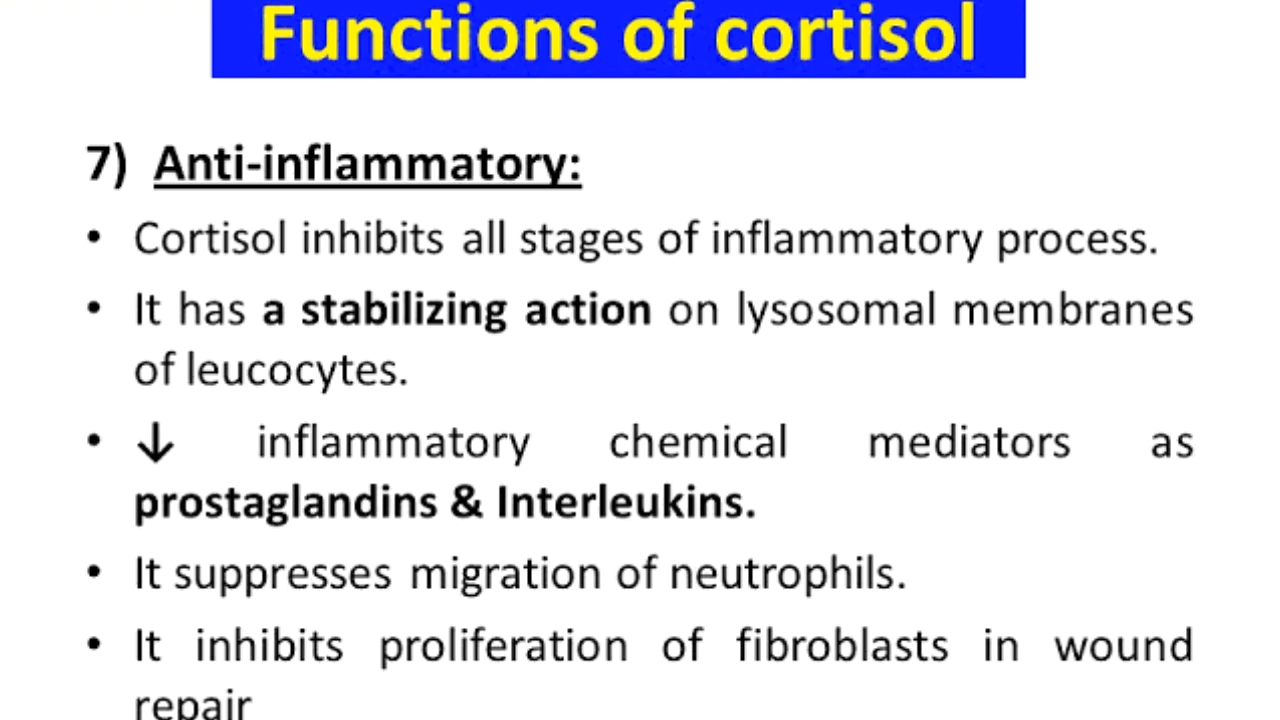 Functions of cortisol
7) Anti-inflammatory:
• Cortisol inhibits all stages of inflammatory process.
• It has a stabilizing action on lysosomal membranes
of leucocytes.
• ↓ inflammatory chemical mediators as
prostaglandins & Interleukins.
• It suppresses migration of neutrophils.
• It inhibits proliferation of fibroblasts in wound
repair